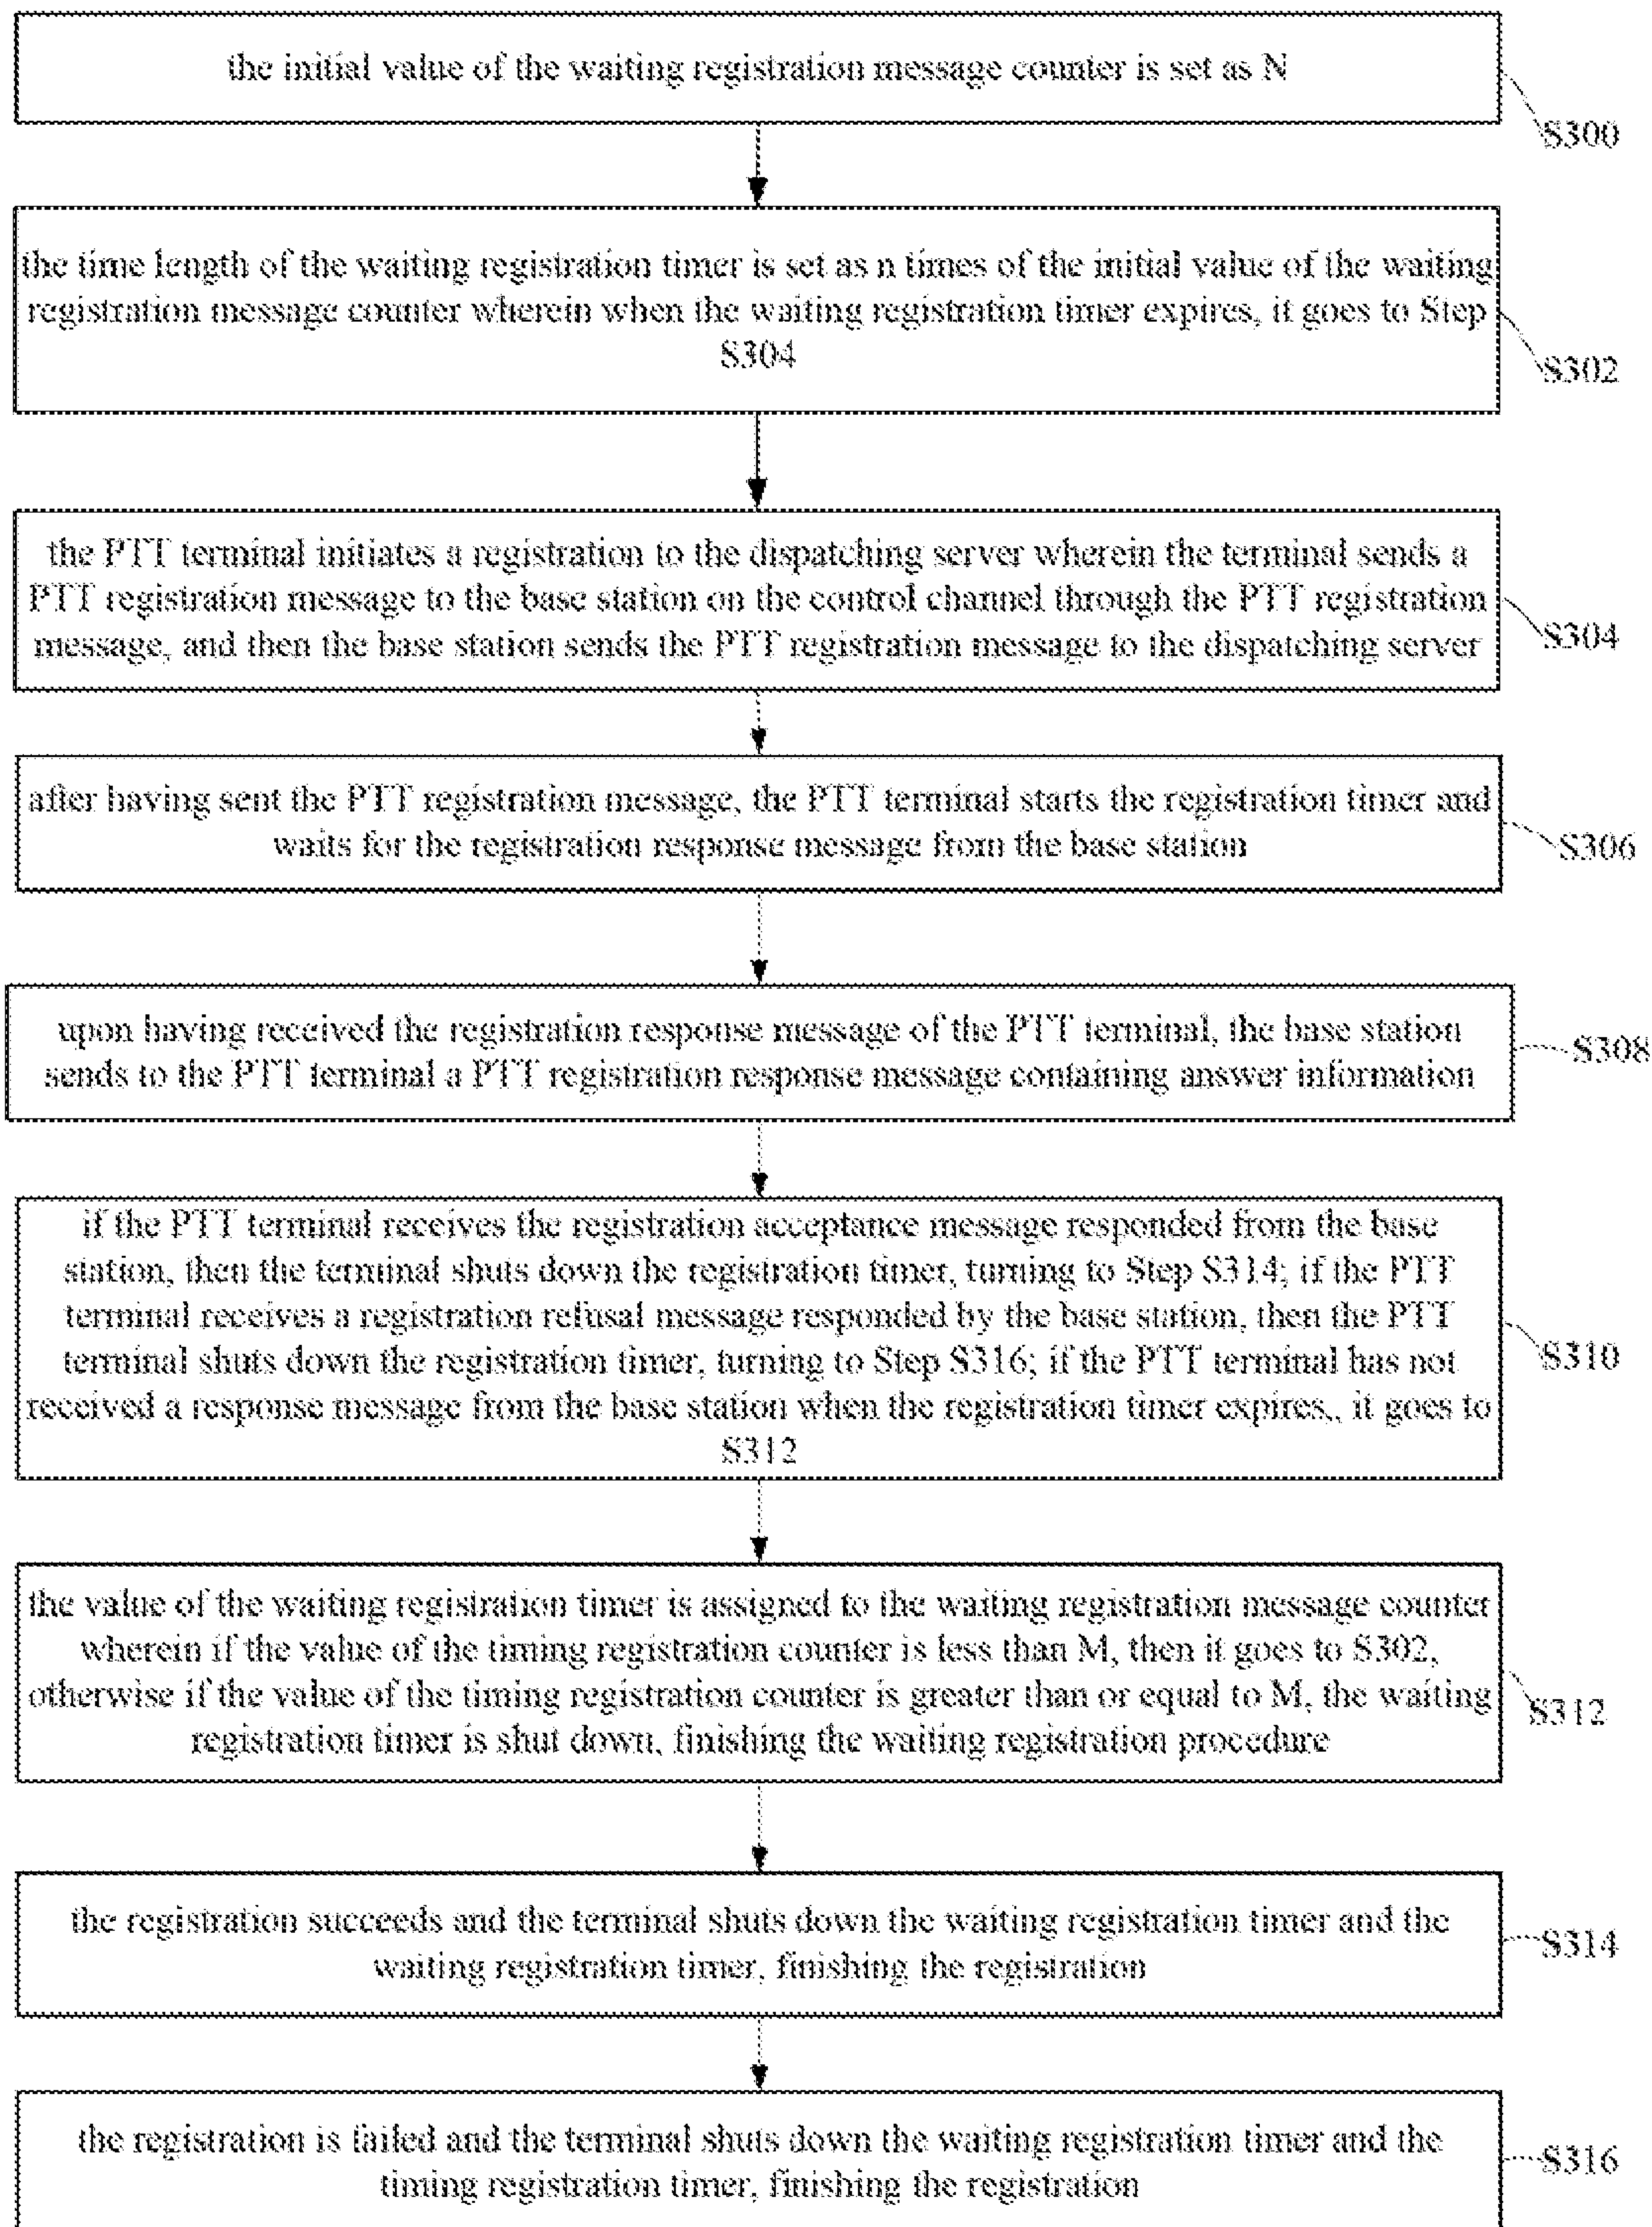 the initial value of the waiting registration message counter is set as N
S300
the time length of the waiting registration timer is set as n times of the initial value of the waiting
registration message counter wherein when the waiting registration timer expires, it goes to Step
S304
S302
the PTT terminal initiates a registration to the dispatching server wherein the terminal sends a
PTT registration message to the base station on the control channel through the PTT registration
message, and then the base station sends the PTT registration message to the dispatching server
S304
after having sent the PTT registration message, the PTT terminal starts the registration timer and
waits for the registration response message from the base station
S306
upon having received the registration response message of the PTT terminal, the base station
sends to the PTT terminal a PTT registration response message containing answer information
S308
if the PTT terminal receives the registration acceptance message responded from the base
station, then the terminal shuts down the registration timer, turning to Step S314; if the PTT
terminal receives a registration refusal message responded by the base station, then the PTT
terminal shuts down the registration timer, turning to Step S316; if the PTT terminal has not
received a response message from the base station when the registration timer expires,, it goes to
S312
S310
the value of the waiting registration timer is assigned to the waiting registration message counter
wherein if the value of the timing registration counter is less than M, then it goes to S302,
otherwise if the value of the timing registration counter is greater than or equal to M, the waiting
registration timer is shut down, finishing the waiting registration procedure
S312
the registration succeeds and the terminal shuts down the waiting registration timer and the
waiting registration timer, finishing the registration
S314
the registration is failed and the terminal shuts down the waiting registration timer and the
timing registration timer, finishing the registration
S316